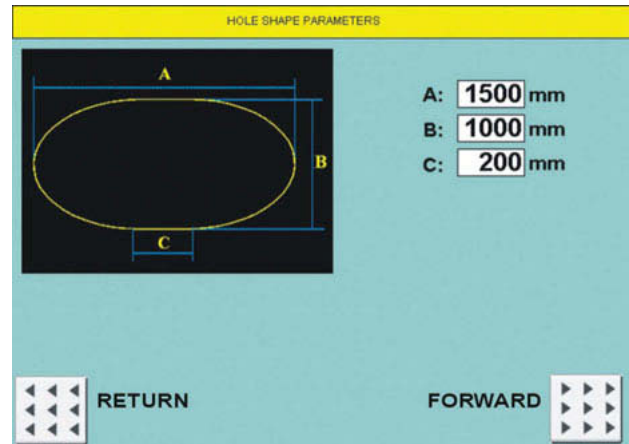 HOLE SHAPE PARAMETERS
A
B
C
A: 1500 mm
B: 1000 mm
C: 200 mm
RETURN
FORWARD